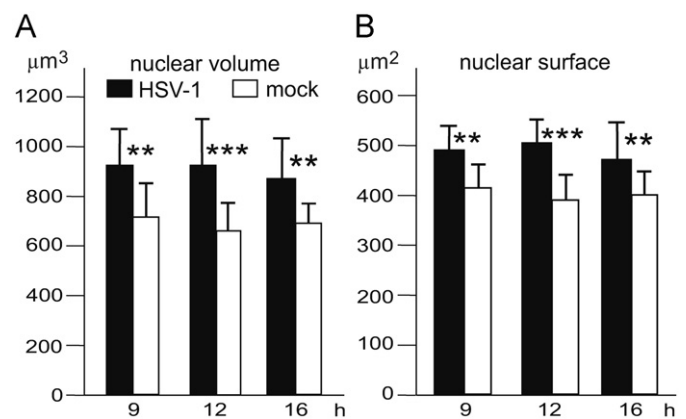 A
nuclear volume
μm³
HSV-1
mock
1200
1000
800
600
400
200
0
**
***
**
9
12
16
h
B
nuclear surface
μm²
600
500
400
300
200
100
0
**
***
**
9
12
16
h